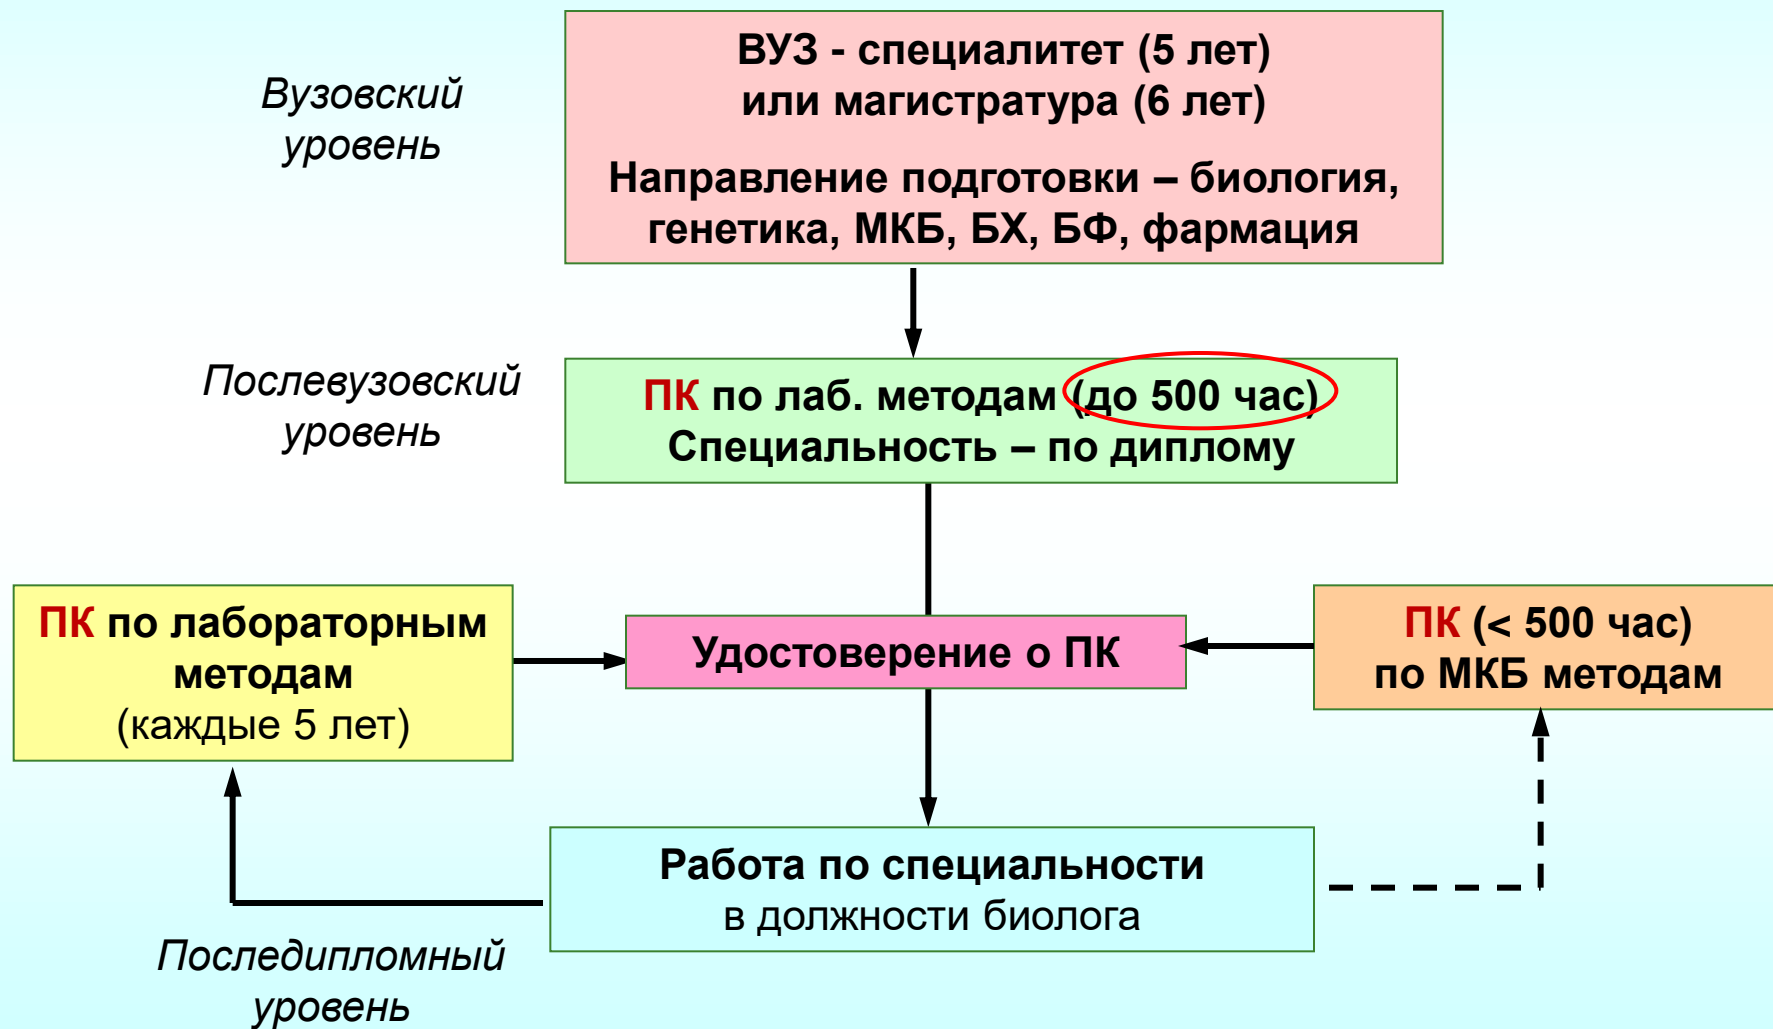 ВУЗ - специалитет (5 лет)
или магистратура (6 лет)
Направление подготовки – биология,
генетика, МКБ, БХ, БФ, фармация
Вузовский
уровень
Послевузовский
уровень
ПК по лаб. методам (до 500 час)
Специальность – по диплому
ПК по лабораторным
методам
(каждые 5 лет)
Удостоверение о ПК
ПК (< 500 час)
по МКБ методам
Работа по специальности
в должности биолога
Последипломный
уровень